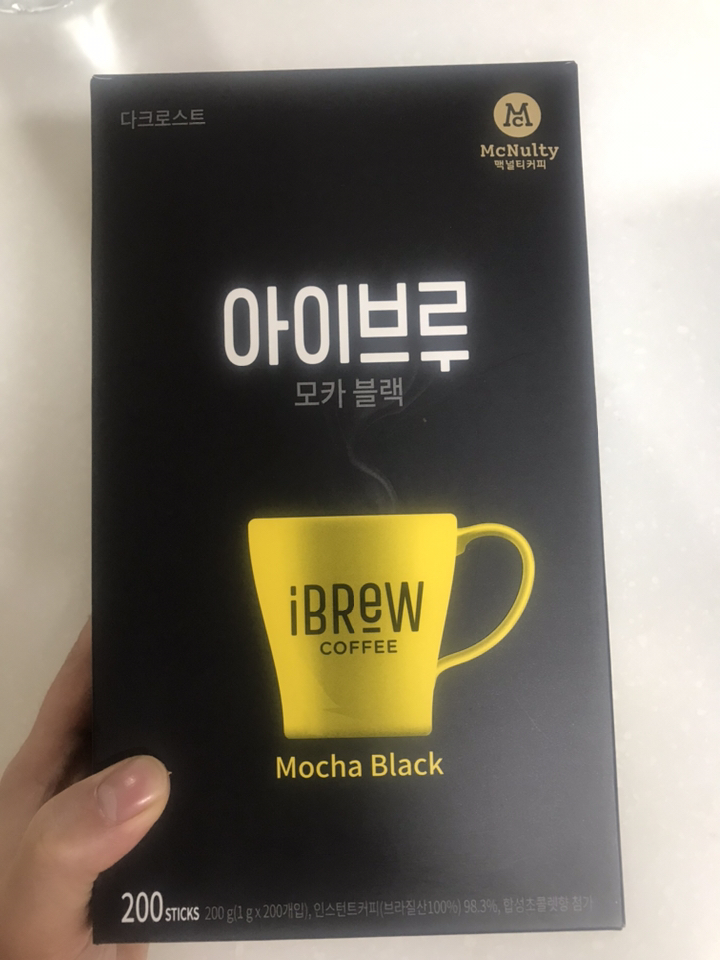 다크로스트
Mc
McNulty
맥널티커피
아이브루
모카 블랙
iBReW
COFFEE
Mocha Black
200 STICKS 200 g(1 g x 200개입), 인스턴트커피(브라질산100%) 98.3%, 합성초콜렛향 첨가